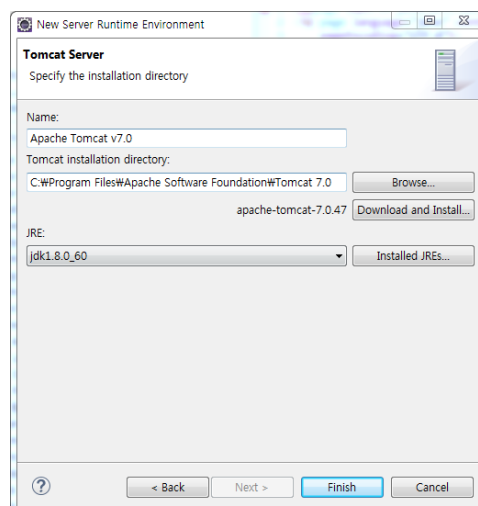 New Server Runtime Environment
Tomcat Server
Specify the installation directory
Name:
Apache Tomcat v7.0
Tomcat installation directory:
C:₩Program Files₩Apache Software Foundation₩Tomcat 7.0 Browse...
apache-tomcat-7.0.47 Download and Install...
JRE:
jdk1.8.0_60 Installed JREs...
? < Back Next > Finish Cancel